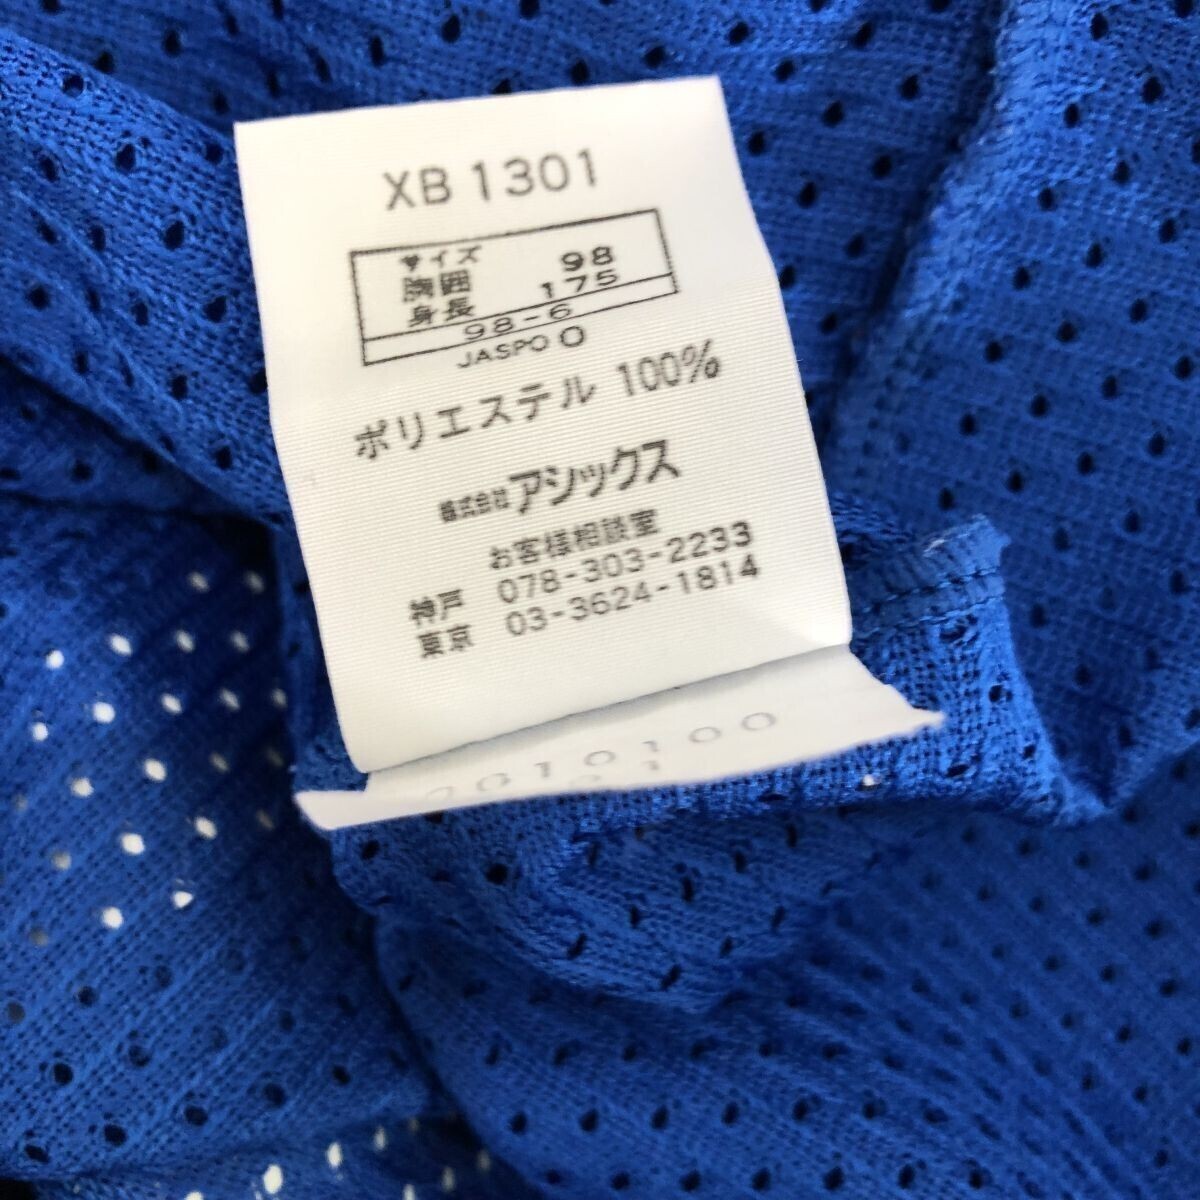 XB 1301
サイズ
胸囲 98
身長 175
98-6
JASPO O
ポリエステル 100%
株式会社アシックス
お客様相談室
神戸 078-303-2233
東京 03-3624-1814